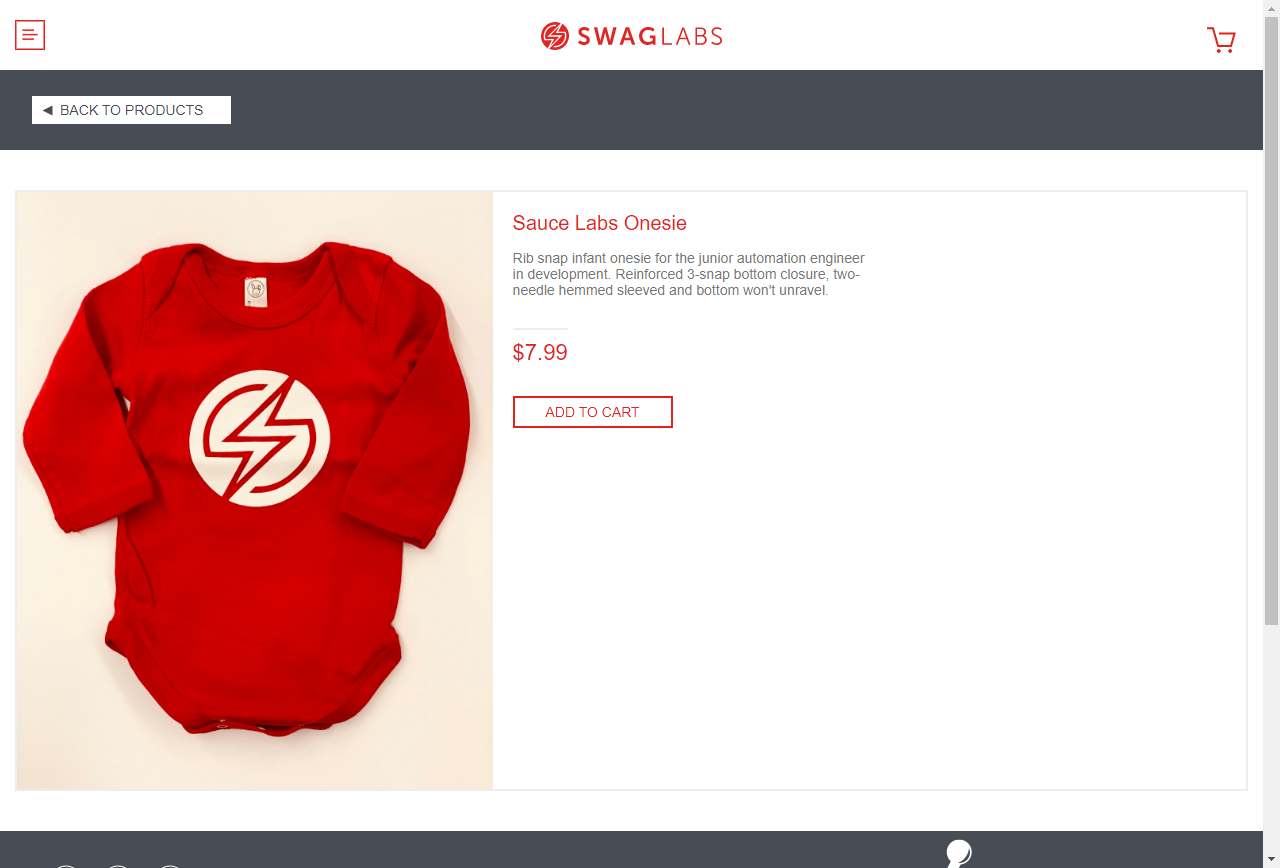 SWAGLABS
◄ BACK TO PRODUCTS
Sauce Labs Onesie
Rib snap infant onesie for the junior automation engineer
in development. Reinforced 3-snap bottom closure, two-
needle hemmed sleeved and bottom won't unravel.
$7.99
ADD TO CART